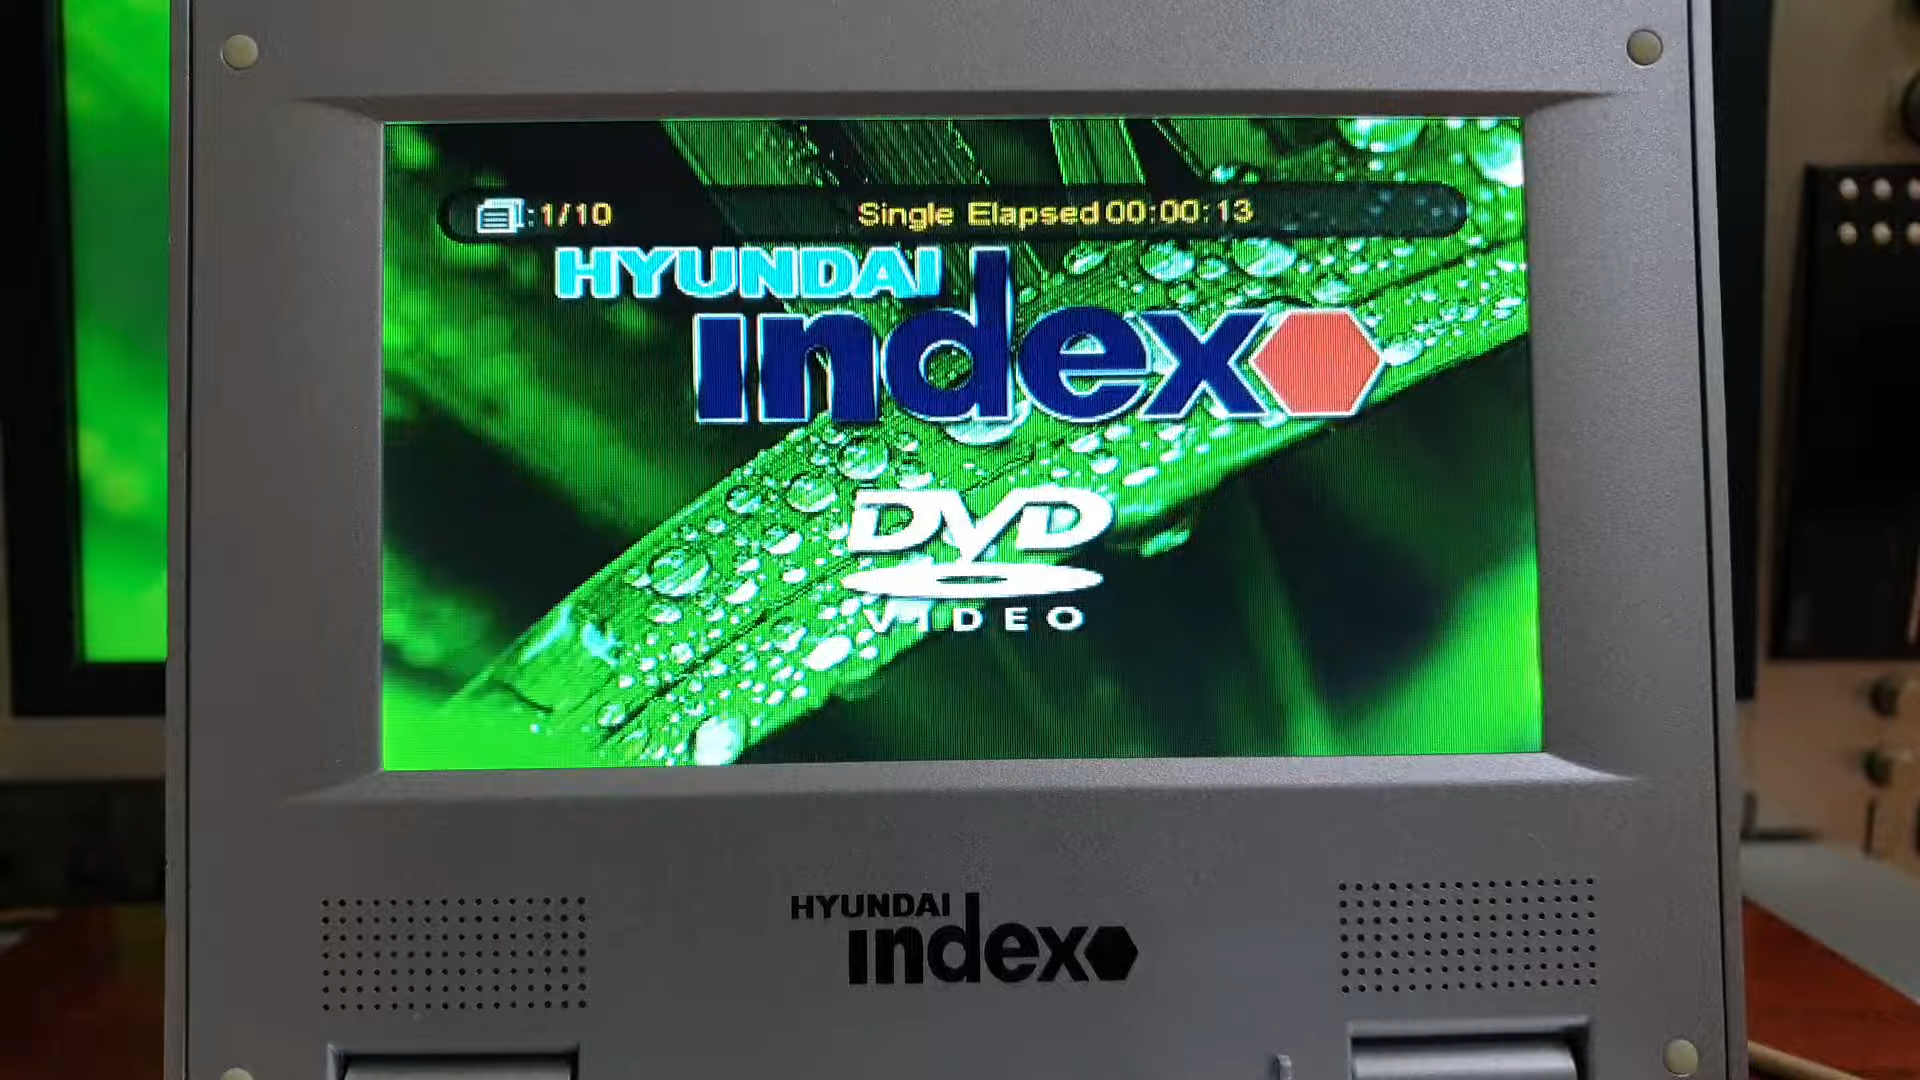 :1/10 Single Elapsed 00:00:13
HYUNDAI
index
DVD
VIDEO
HYUNDAI
index